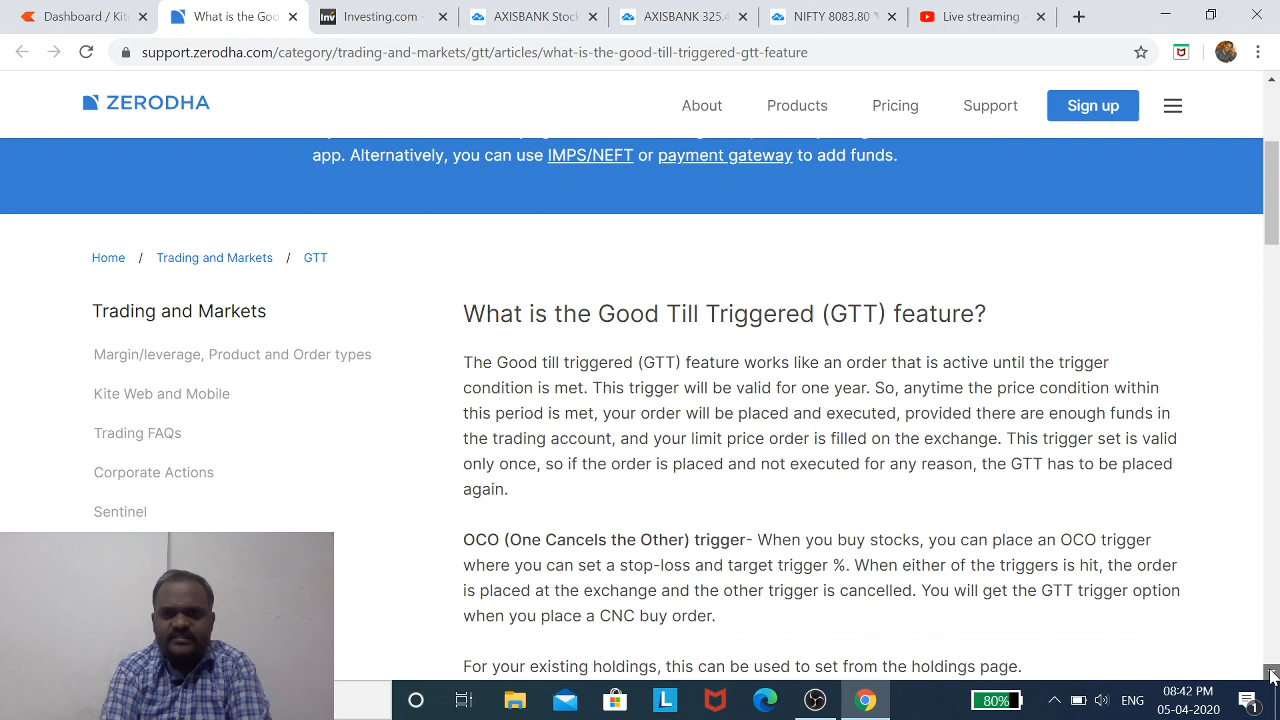 Dashboard / Kit
What is the Goo
Investing.com -
AXISBANK Stock
AXISBANK 325.4
NIFTY 8083.80
Live streaming
support.zerodha.com/category/trading-and-markets/gtt/articles/what-is-the-good-till-triggered-gtt-feature
ZERODHA
About
Products
Pricing
Support
Sign up
app. Alternatively, you can use IMPS/NEFT or payment gateway to add funds.
Home / Trading and Markets / GTT
Trading and Markets
Margin/leverage, Product and Order types
Kite Web and Mobile
Trading FAQs
Corporate Actions
Sentinel
What is the Good Till Triggered (GTT) feature?
The Good till triggered (GTT) feature works like an order that is active until the trigger
condition is met. This trigger will be valid for one year. So, anytime the price condition within
this period is met, your order will be placed and executed, provided there are enough funds in
the trading account, and your limit price order is filled on the exchange. This trigger set is valid
only once, so if the order is placed and not executed for any reason, the GTT has to be placed
again.
OCO (One Cancels the Other) trigger- When you buy stocks, you can place an OCO trigger
where you can set a stop-loss and target trigger %. When either of the triggers is hit, the order
is placed at the exchange and the other trigger is cancelled. You will get the GTT trigger option
when you place a CNC buy order.
For your existing holdings, this can be used to set from the holdings page.
80%
ENG
08:42 PM
05-04-2020